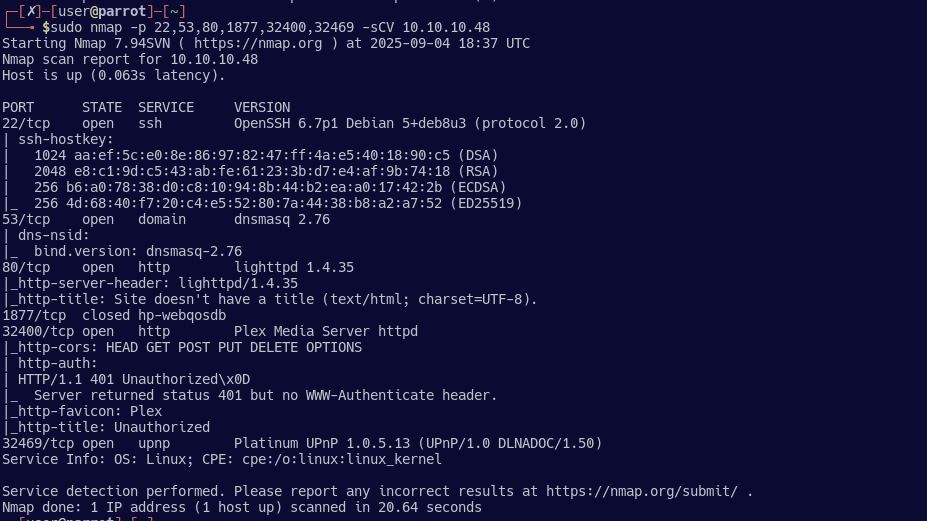 ┌─[✗]─[user@parrot]─[~]
└──╼ $sudo nmap -p 22,53,80,1877,32400,32469 -sCV 10.10.10.48
Starting Nmap 7.94SVN ( https://nmap.org ) at 2025-09-04 18:37 UTC
Nmap scan report for 10.10.10.48
Host is up (0.063s latency).

PORT      STATE  SERVICE     VERSION
22/tcp    open   ssh         OpenSSH 6.7p1 Debian 5+deb8u3 (protocol 2.0)
| ssh-hostkey:
|   1024 aa:ef:5c:e0:8e:86:97:82:47:ff:4a:e5:40:18:90:c5 (DSA)
|   2048 e8:c1:9d:c5:43:ab:fe:61:23:3b:d7:e4:af:9b:74:18 (RSA)
|   256 b6:a0:78:38:d0:c8:10:94:8b:44:b2:ea:a0:17:42:2b (ECDSA)
|_  256 4d:68:40:f7:20:c4:e5:52:80:7a:44:38:b8:a2:a7:52 (ED25519)
53/tcp    open   domain      dnsmasq 2.76
| dns-nsid:
|_  bind.version: dnsmasq-2.76
80/tcp    open   http        lighttpd 1.4.35
|_http-server-header: lighttpd/1.4.35
|_http-title: Site doesn't have a title (text/html; charset=UTF-8).
1877/tcp  closed hp-webqosdb
32400/tcp open   http        Plex Media Server httpd
|_http-cors: HEAD GET POST PUT DELETE OPTIONS
| http-auth:
| HTTP/1.1 401 Unauthorized\x0D
|_  Server returned status 401 but no WWW-Authenticate header.
|_http-favicon: Plex
|_http-title: Unauthorized
32469/tcp open   upnp        Platinum UPnP 1.0.5.13 (UPnP/1.0 DLNADOC/1.50)
Service Info: OS: Linux; CPE: cpe:/o:linux:linux_kernel

Service detection performed. Please report any incorrect results at https://nmap.org/submit/ .
Nmap done: 1 IP address (1 host up) scanned in 20.64 seconds